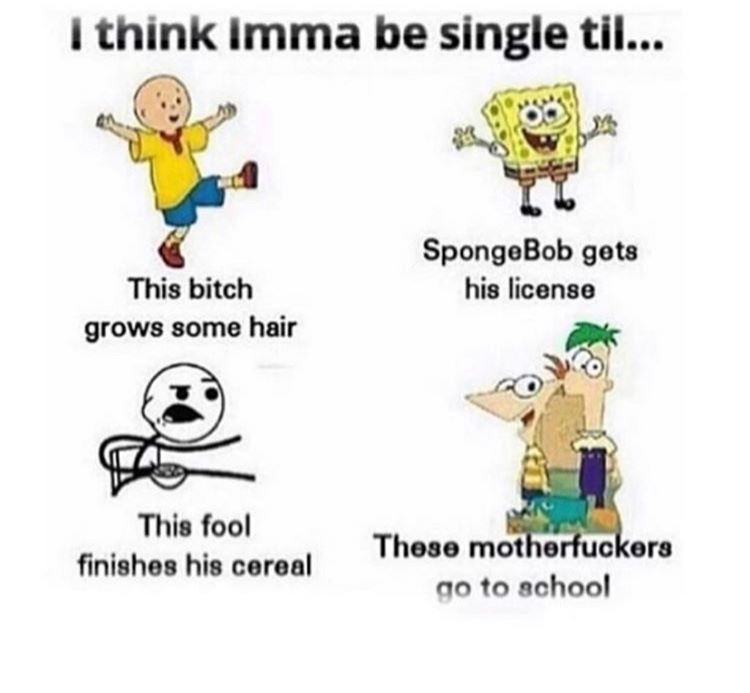 I think Imma be single til...
This bitch
grows some hair
SpongeBob gets
his license
This fool
finishes his cereal
These motherfuckers
go to school